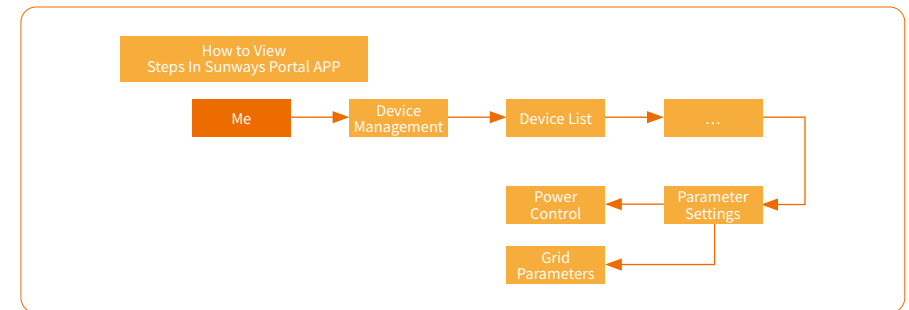 How to View
Steps In Sunways Portal APP
Me
Device
Management
Device List
...
Power
Control
Parameter
Settings
Grid
Parameters